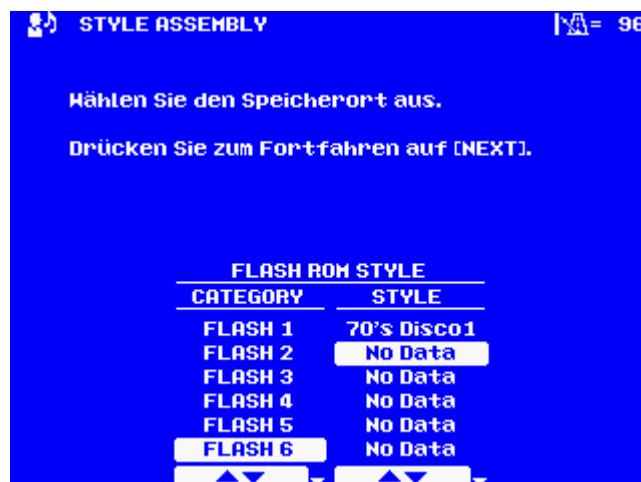 STYLE ASSEMBLY = 96
Wählen Sie den Speicherort aus.
Drücken Sie zum Fortfahren auf [NEXT].
FLASH ROM STYLE
CATEGORY STYLE
FLASH 1 70's Disco1
FLASH 2 No Data
FLASH 3 No Data
FLASH 4 No Data
FLASH 5 No Data
FLASH 6 No Data